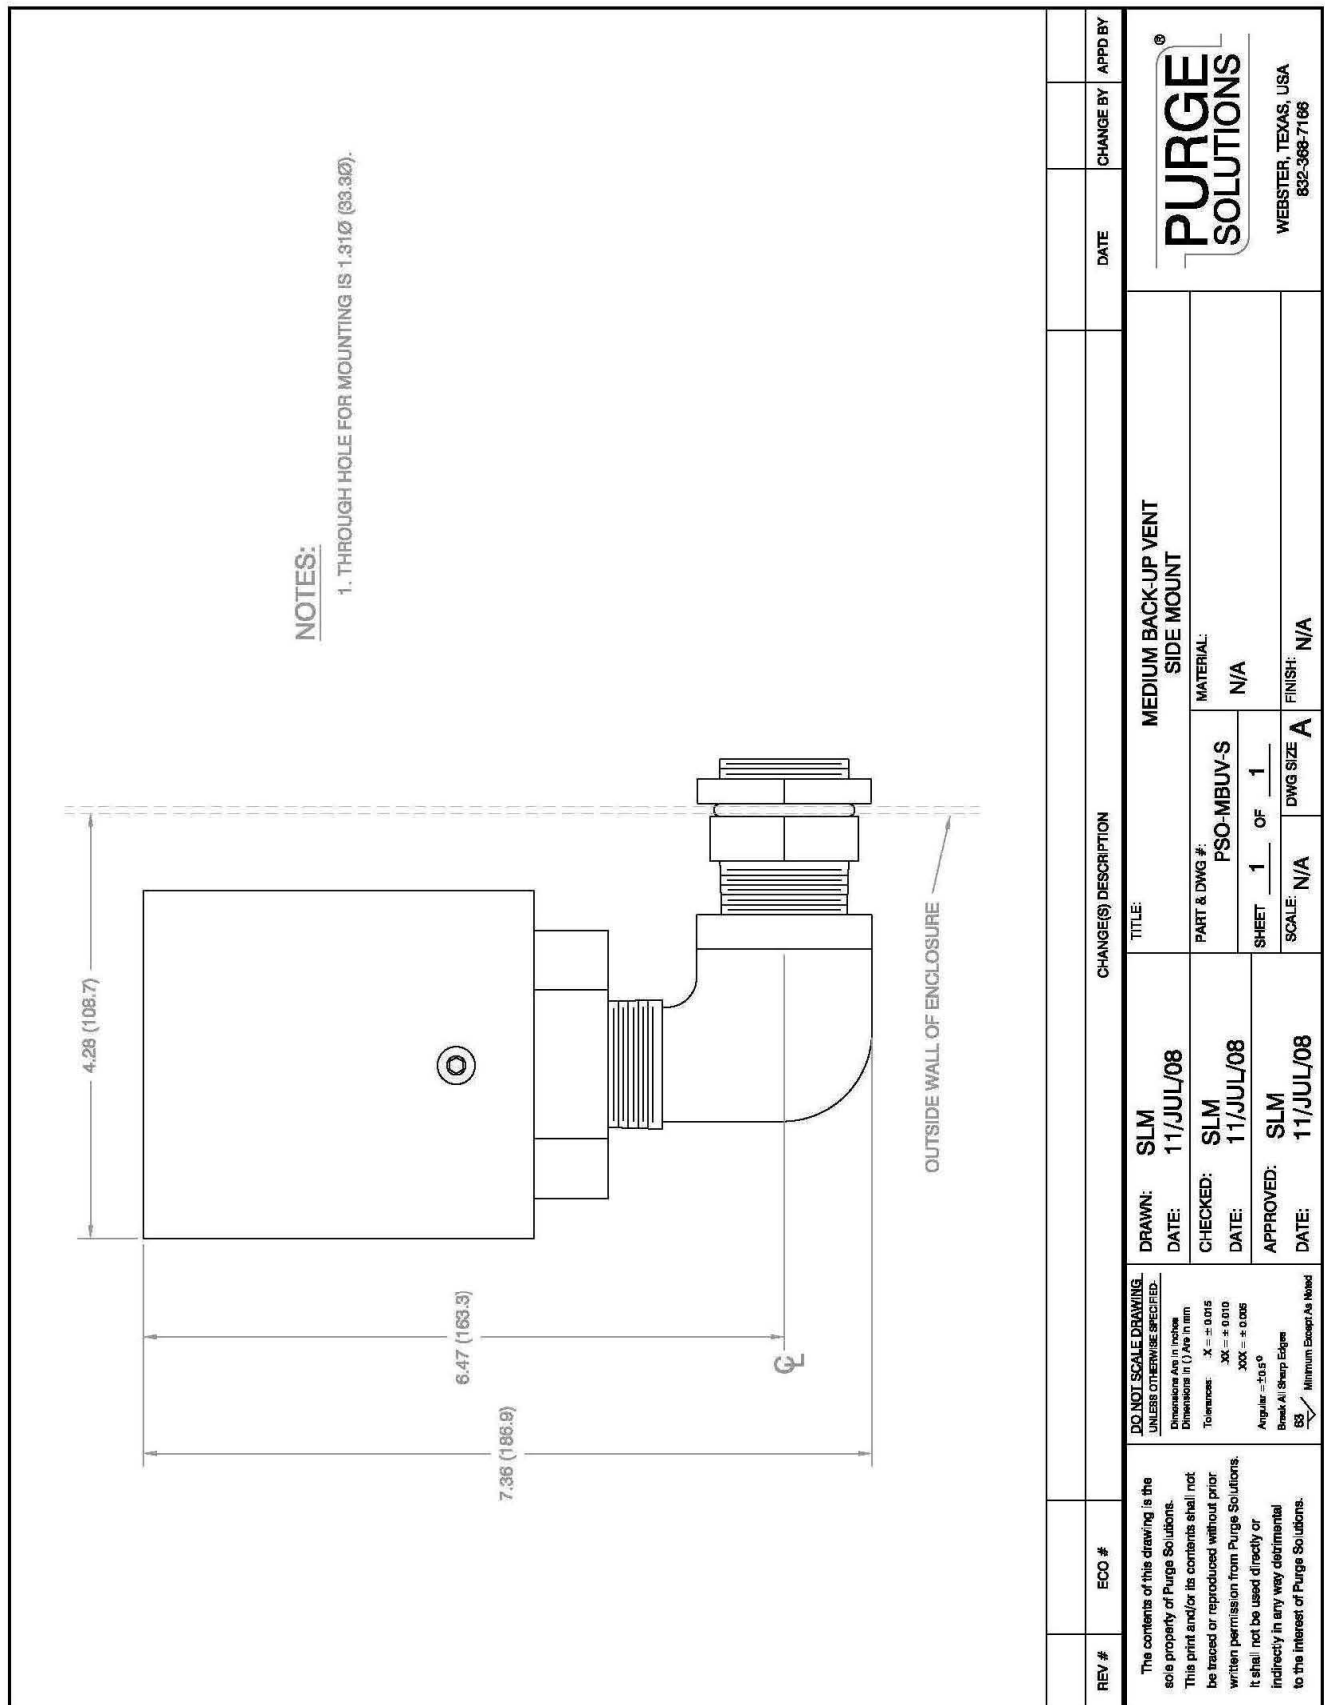 NOTES:
1. THROUGH HOLE FOR MOUNTING IS 1.31Ø (33.3Ø).
4.28 (108.7)
6.47 (163.3)
7.36 (186.9)
℄
OUTSIDE WALL OF ENCLOSURE
REV #
ECO #
CHANGE(S) DESCRIPTION
DATE
CHANGE BY
APPD BY
The contents of this drawing is the
sole property of Purge Solutions.
This print and/or its contents shall not
be traced or reproduced without prior
written permission from Purge Solutions.
It shall not be used directly or
indirectly in any way detrimental
to the interest of Purge Solutions.
DO NOT SCALE DRAWING
UNLESS OTHERWISE SPECIFIED:
Dimensions Are in Inches
Dimensions in ( ) Are in mm
Tolerances: .X = ± 0.015
.XX = ± 0.010
.XXX = ± 0.005
Angular = ± 0.5°
Break All Sharp Edges
63 Minimum Except As Noted
DRAWN: SLM
DATE: 11/JUL/08
CHECKED: SLM
DATE: 11/JUL/08
APPROVED: SLM
DATE: 11/JUL/08
TITLE:
MEDIUM BACK-UP VENT
SIDE MOUNT
PART & DWG #:
PSO-MBUV-S
SHEET 1 OF 1
SCALE: N/A
DWG SIZE A
MATERIAL:
N/A
FINISH: N/A
PURGE®
SOLUTIONS
WEBSTER, TEXAS, USA
832-368-7166